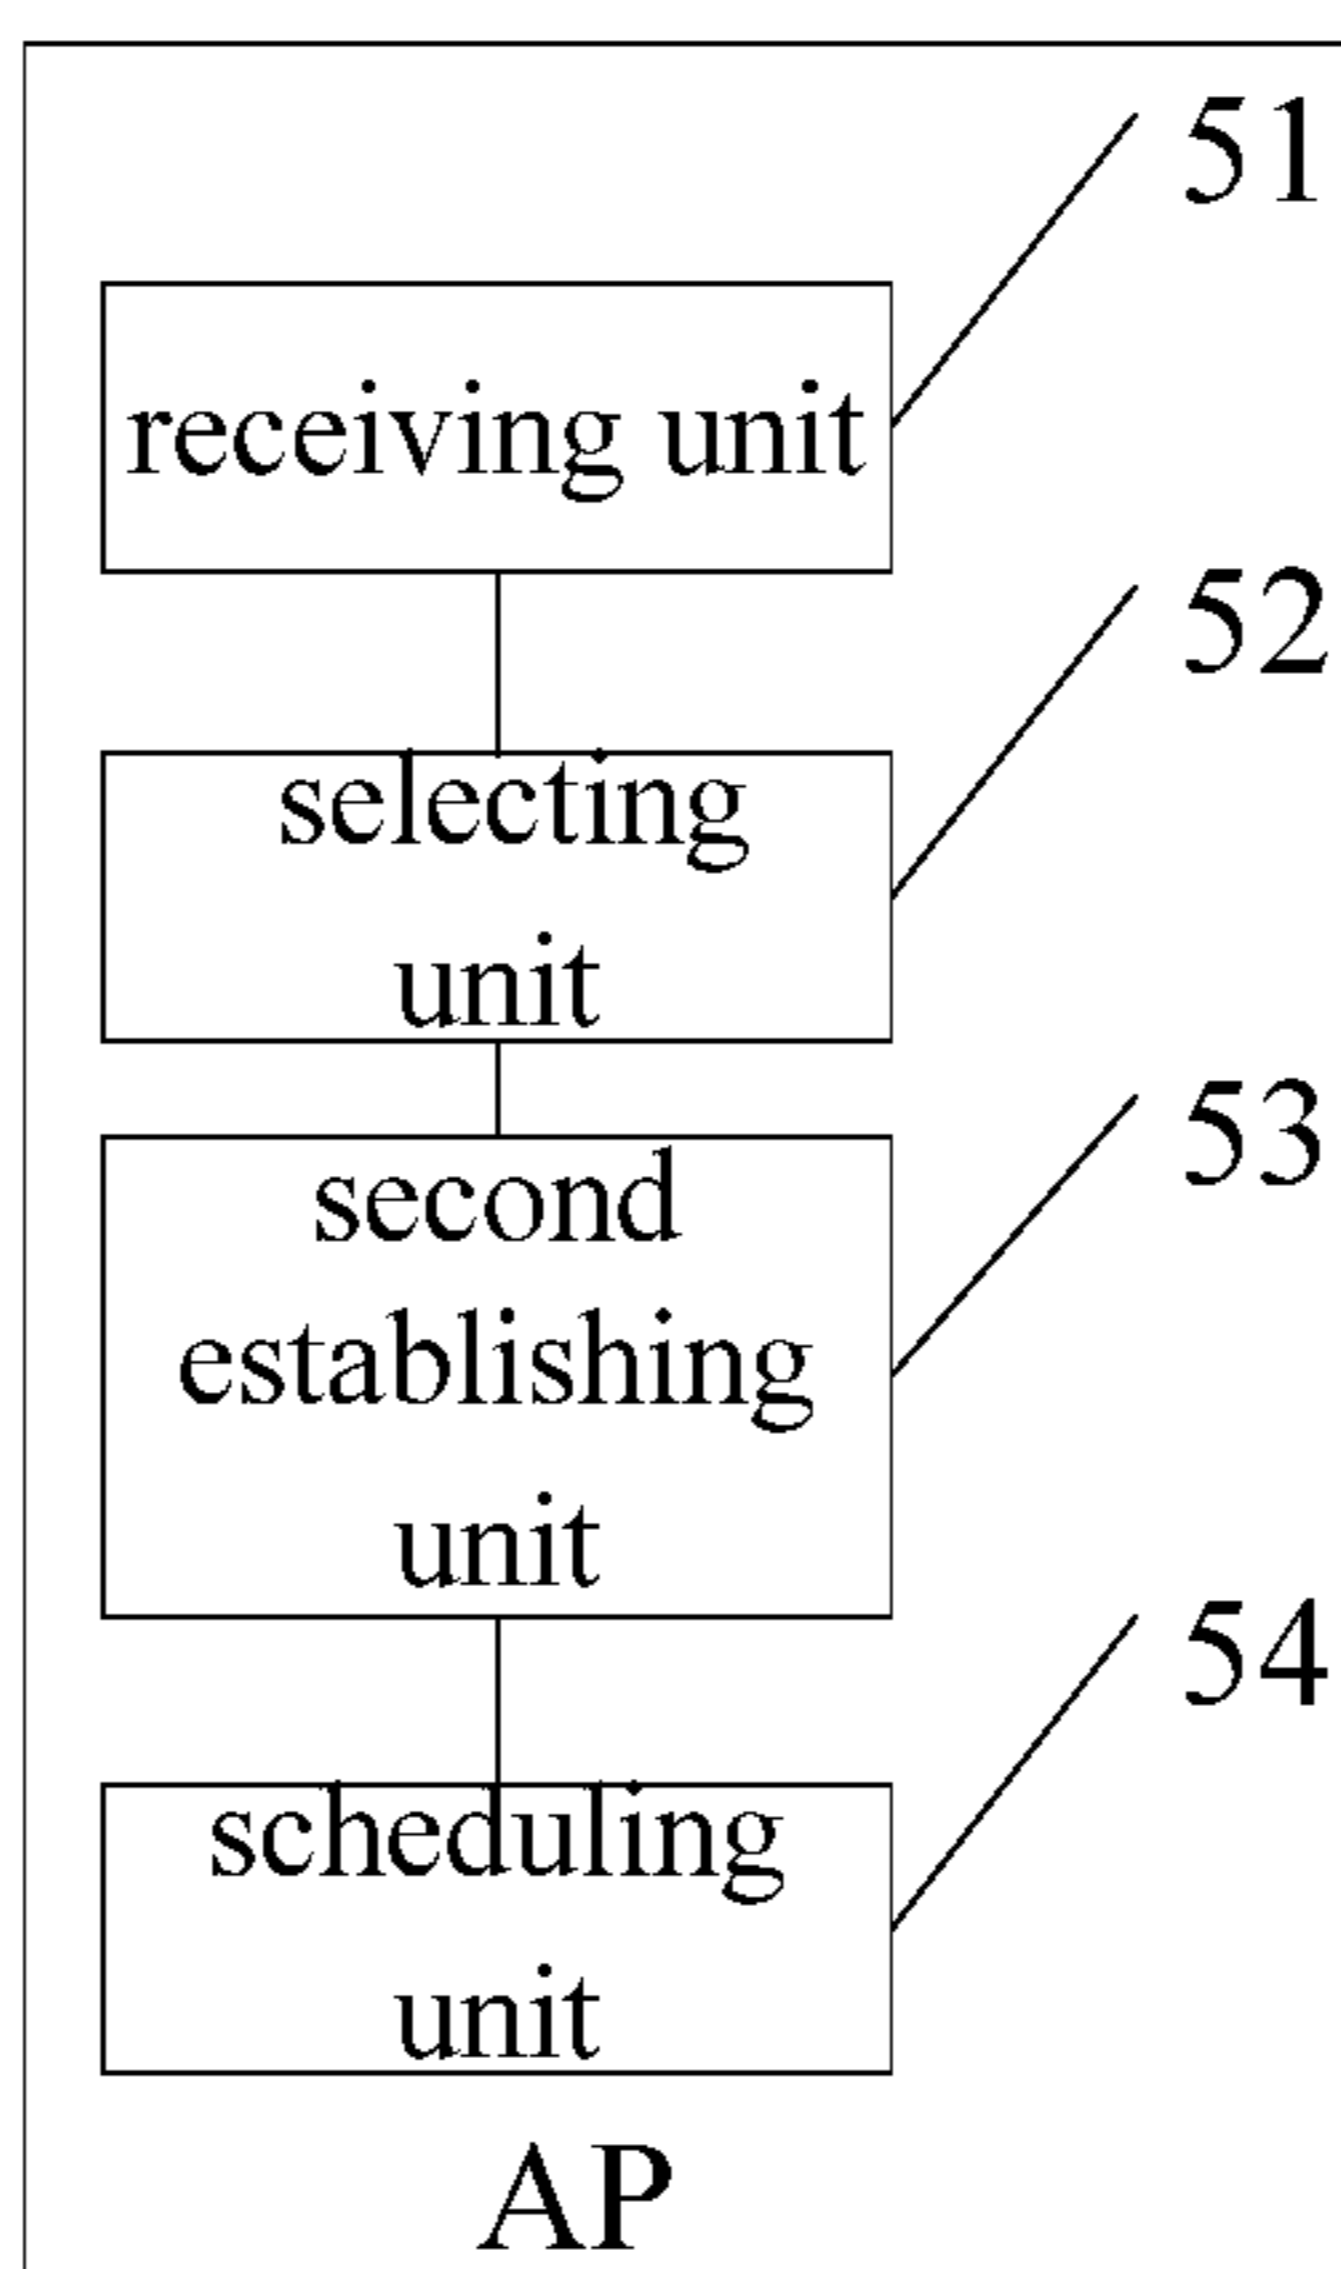 51
receiving unit
52
selecting
unit
53
second
establishing
unit
54
scheduling
unit
AP